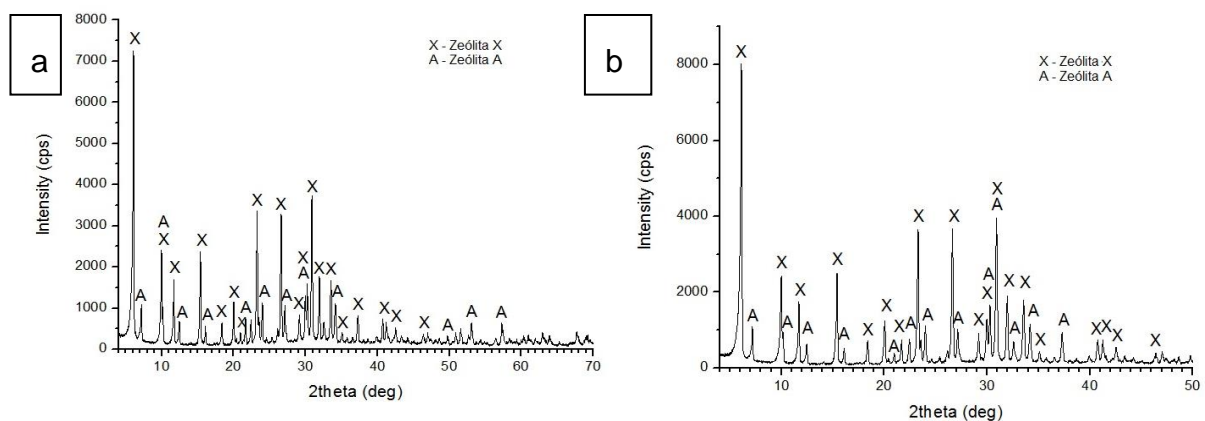 a
X - Zeólita X
A - Zeólita A
Intensity (cps)
8000
7000
6000
5000
4000
3000
2000
1000
0
X
A
A
X
X
A
X
A
X
X
X
A
X
A
X
A
X
X
A
X
X
X
A
X
X
X
X
X
A
A
A
10 20 30 40 50 60 70
2theta (deg)
b
X - Zeólita X
A - Zeólita A
Intensity (cps)
8000
6000
4000
2000
0
X
A
X
A
X
A
X
A
X
X
A
X
A
X
A
X
A
X
A
X
X
A
X
A
X
A
X
A
X
A
X
X
X
X
10 20 30 40 50
2theta (deg)